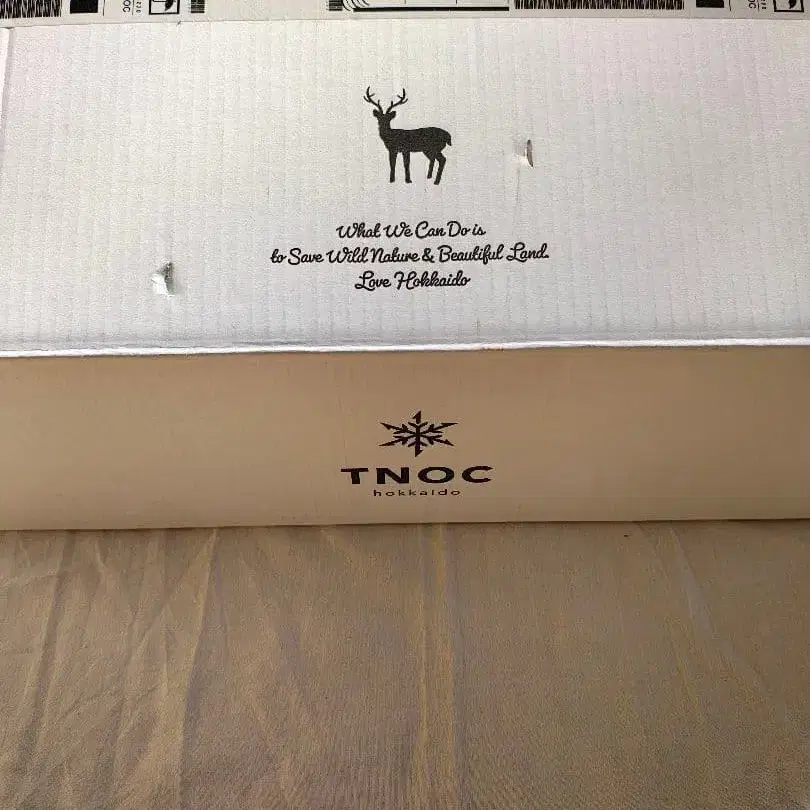 What We Can Do is
to Save Wild Nature & Beautiful Land.
Love Hokkaido
TNOC
hokkaido